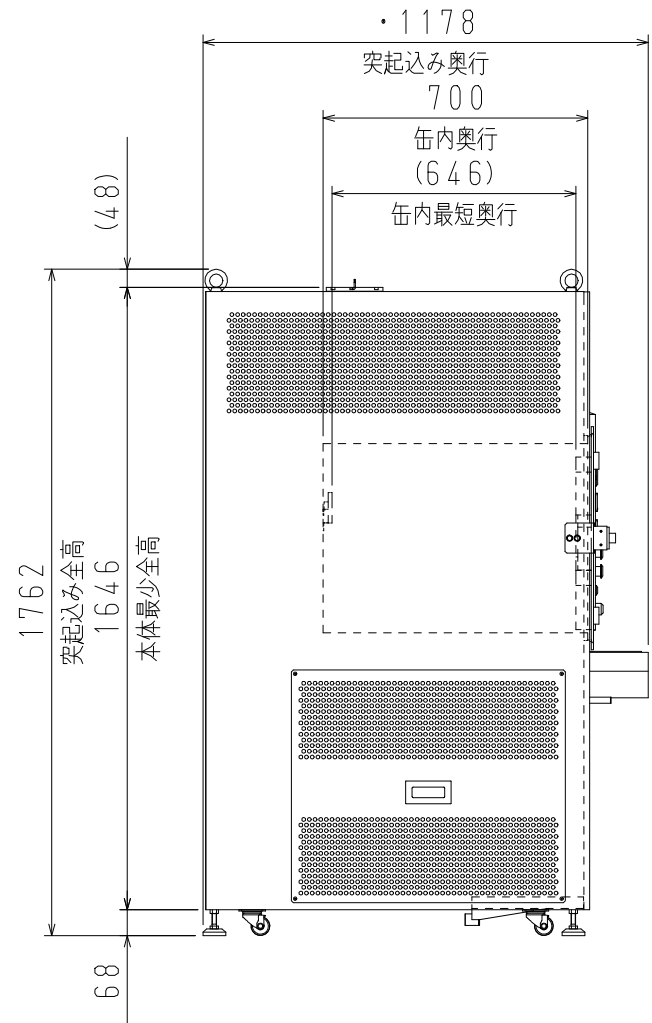 ・1178
突起込み奥行
700
缶内奥行
(646)
缶内最短奥行
(48)
1762
突起込み全高
1646
本体最少全高
68